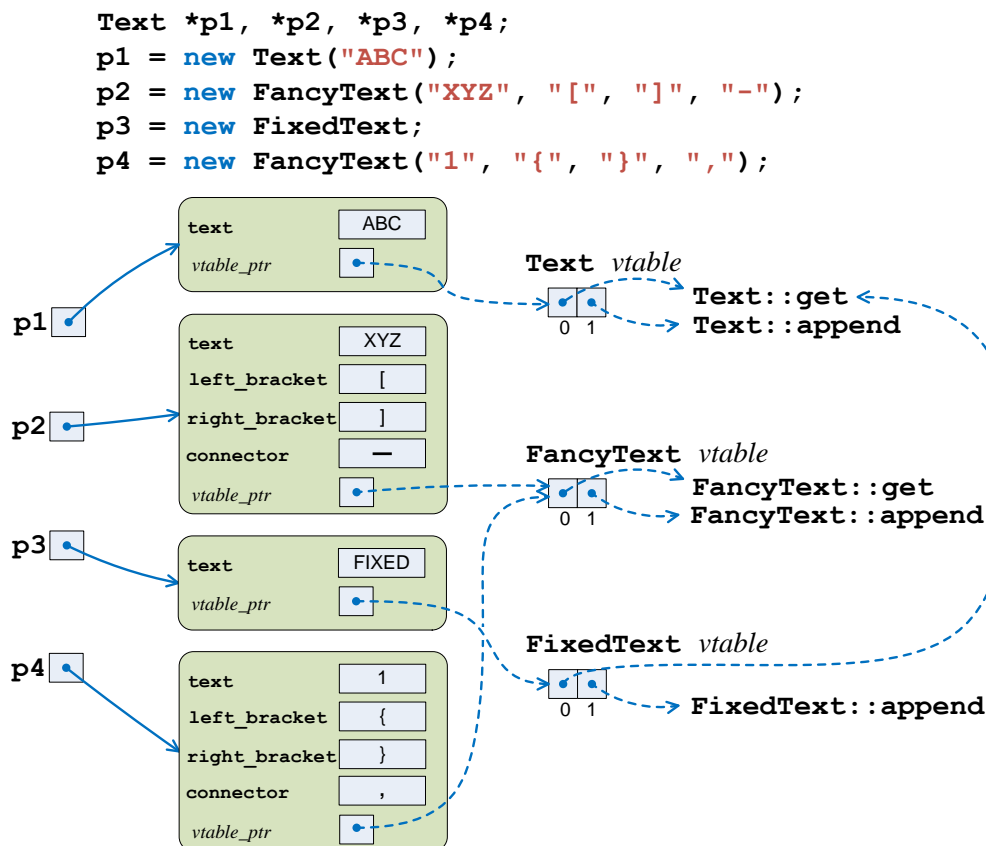 Text *p1, *p2, *p3, *p4;
p1 = new Text("ABC");
p2 = new FancyText("XYZ", "[", "]", "-");
p3 = new FixedText;
p4 = new FancyText("1", "{", "}", ",");
p1
text ABC
vtable_ptr
p2
text XYZ
left_bracket [
right_bracket ]
connector —
vtable_ptr
p3
text FIXED
vtable_ptr
p4
text 1
left_bracket {
right_bracket }
connector ,
vtable_ptr
Text vtable
0 1
Text::get
Text::append
FancyText vtable
0 1
FancyText::get
FancyText::append
FixedText vtable
0 1
FixedText::append